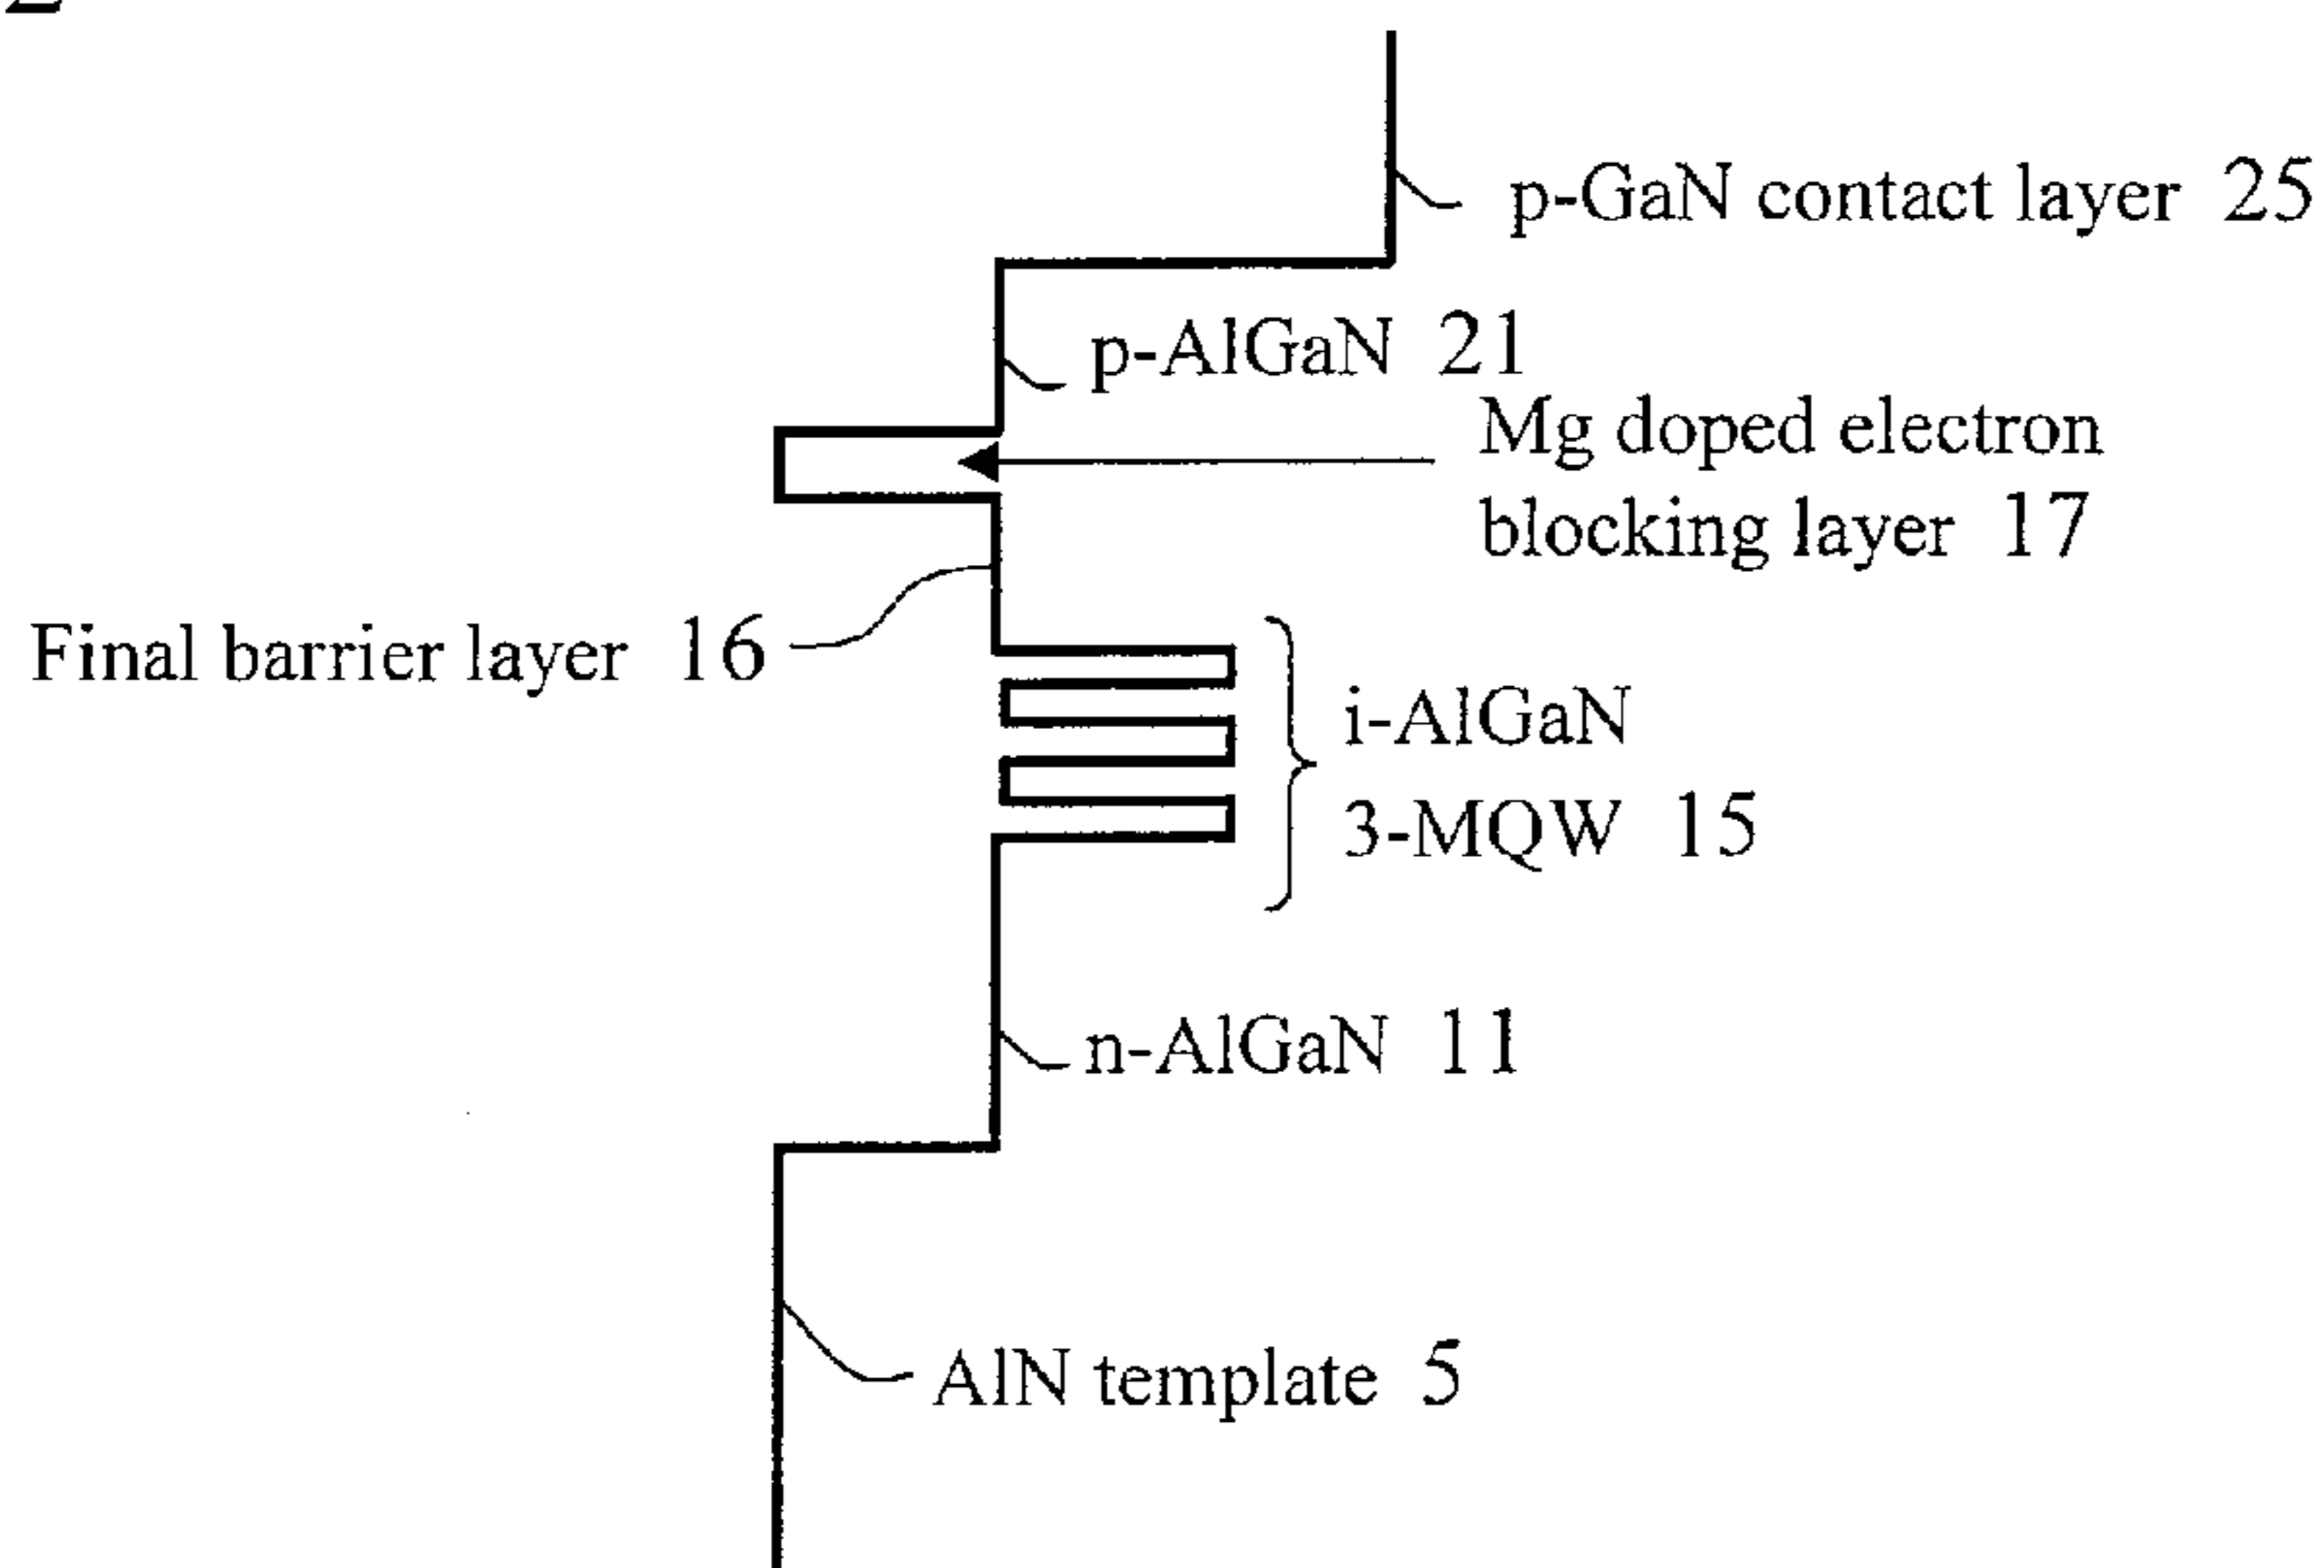 p-GaN contact layer 25
p-AlGaN 21
Mg doped electron
blocking layer 17
Final barrier layer 16
i-AlGaN
3-MQW 15
n-AlGaN 11
AlN template 5